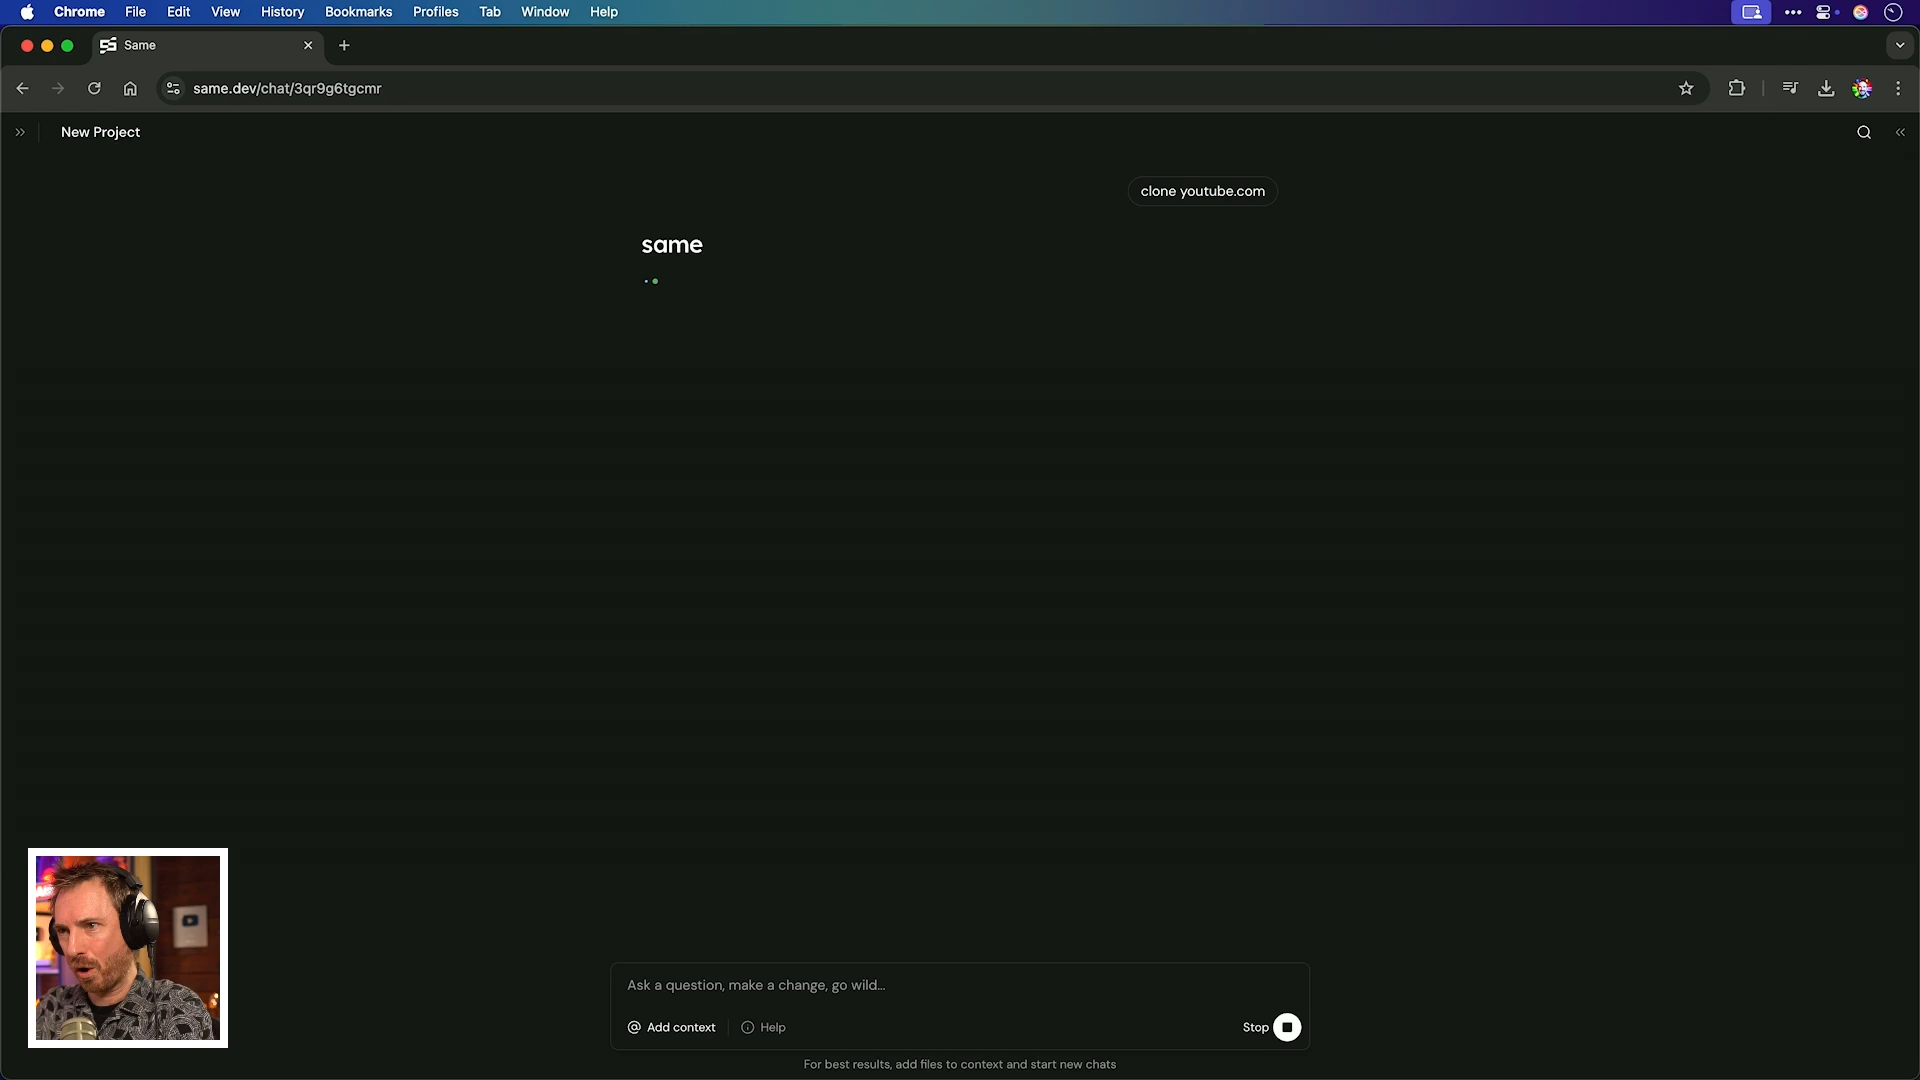 Chrome File Edit View History Bookmarks Profiles Tab Window Help
Same
same.dev/chat/3qr9g6tgcmr
New Project
clone youtube.com
same
Ask a question, make a change, go wild...
Add context Help Stop
For best results, add files to context and start new chats